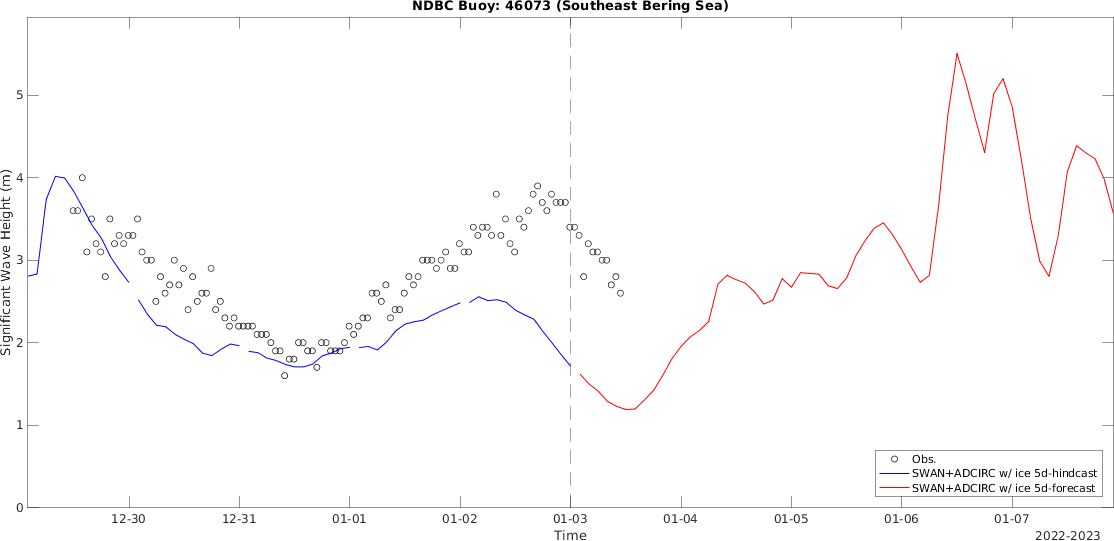 NDBC Buoy: 46073 (Southeast Bering Sea)
Significant Wave Height (m)
5
4
3
2
1
0
Obs.
SWAN+ADCIRC w/ ice 5d-hindcast
SWAN+ADCIRC w/ ice 5d-forecast
12-30 12-31 01-01 01-02 01-03 01-04 01-05 01-06 01-07
Time
2022-2023